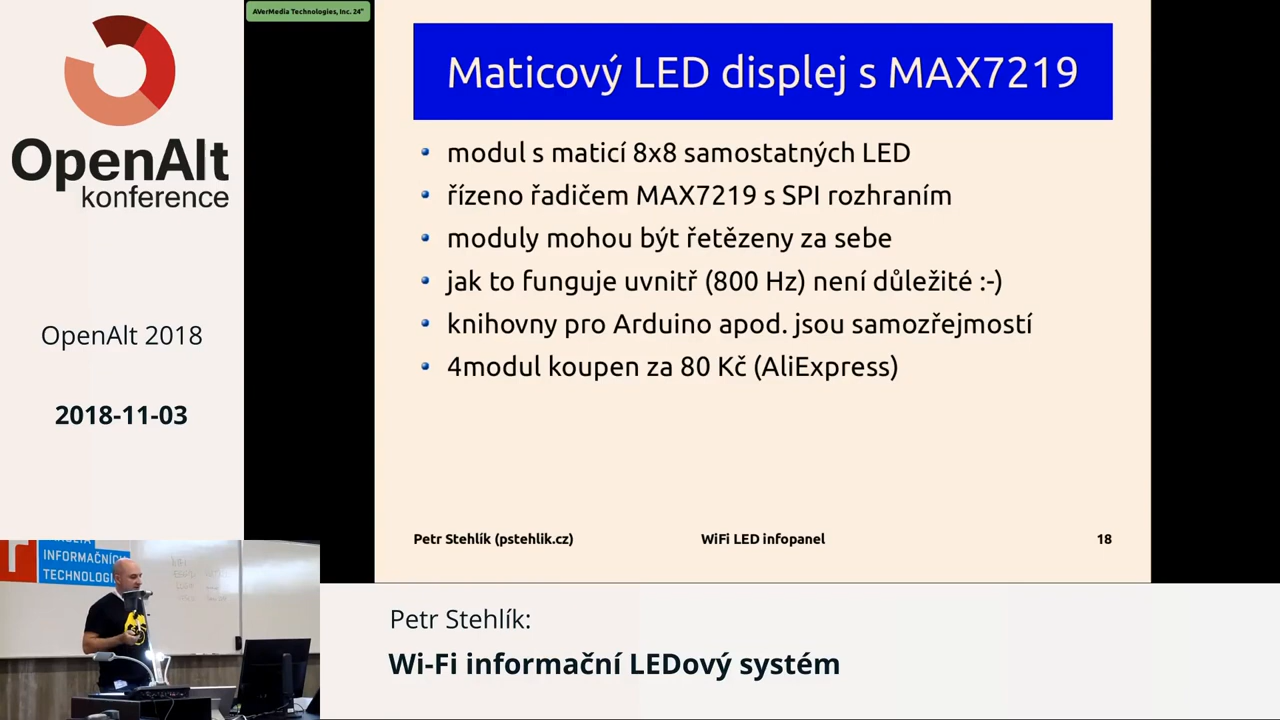 AVerMedia Technologies, Inc. 24"
OpenAlt
konference
OpenAlt 2018
2018-11-03
Maticový LED displej s MAX7219
modul s maticí 8x8 samostatných LED
řízeno řadičem MAX7219 s SPI rozhraním
moduly mohou být řetězeny za sebe
jak to funguje uvnitř (800 Hz) není důležité :-)
knihovny pro Arduino apod. jsou samozřejmostí
4modul koupen za 80 Kč (AliExpress)
Petr Stehlík (pstehlik.cz)
WiFi LED infopanel
18
INFORMAČNÍCH
Petr Stehlík:
Wi-Fi informační LEDový systém